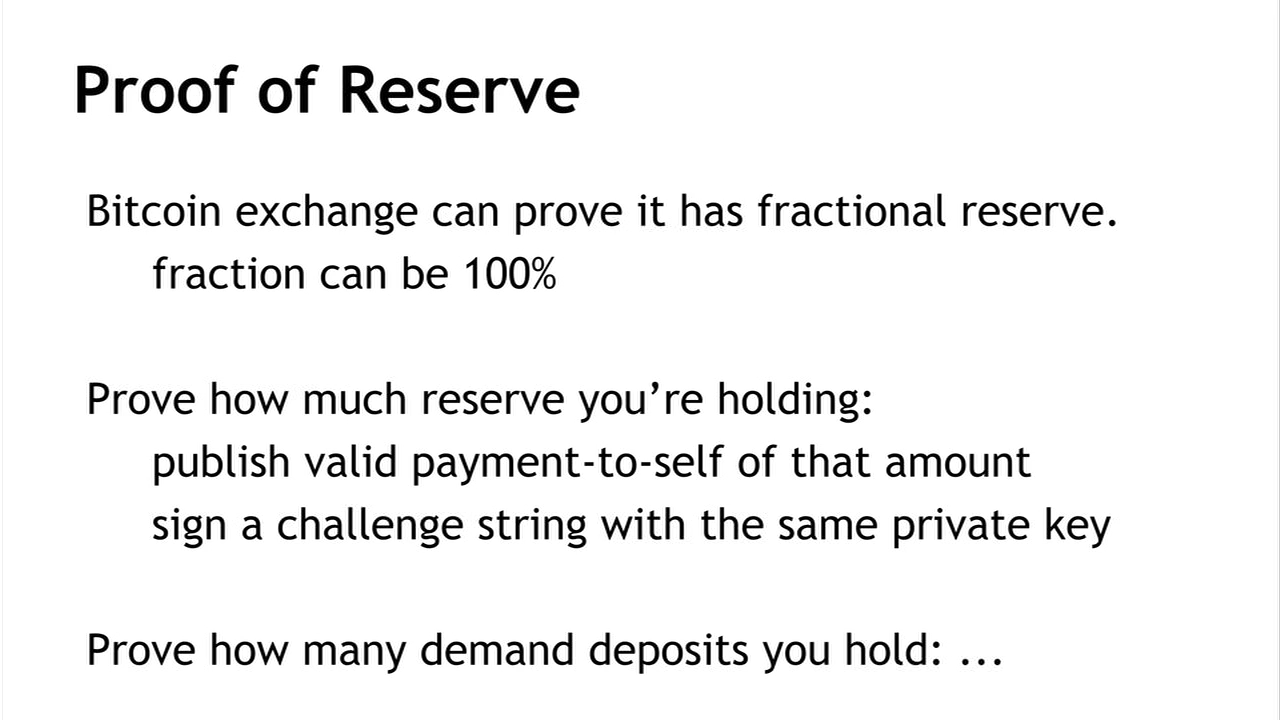 Proof of Reserve
Bitcoin exchange can prove it has fractional reserve.
fraction can be 100%
Prove how much reserve you’re holding:
publish valid payment-to-self of that amount
sign a challenge string with the same private key
Prove how many demand deposits you hold: ...